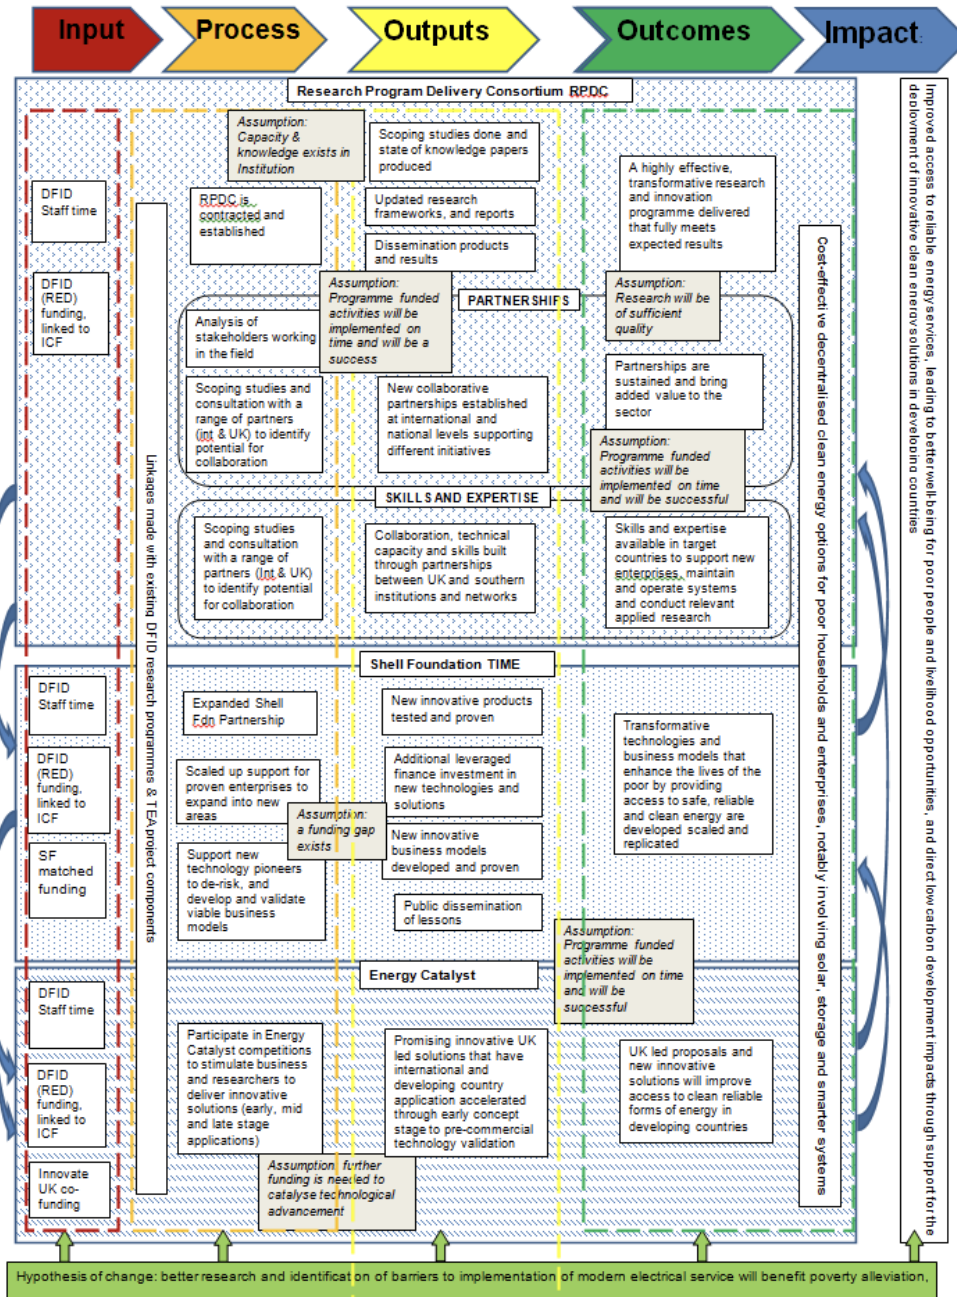 Input
Process
Outputs
Outcomes
Impact:
Research Program Delivery Consortium RPDC
DFID
Staff time
DFID
(RED)
funding,
linked to
ICF
Linkages made with existing DFID research programmes & TEA project components
Assumption:
Capacity &
knowledge exists in
Institution
RPDC is
contracted and
established
Scoping studies done and
state of knowledge papers
produced
Updated research
frameworks, and reports
Dissemination products
and results
A highly effective,
transformative research
and innovation
programme delivered
that fully meets
expected results
Assumption:
Programme funded
activities will be
implemented on
time and will be a
success
PARTNERSHIPS
Assumption:
Research will be
of sufficient
quality
Analysis of
stakeholders working
in the field
Scoping studies and
consultation with a
range of partners
(int & UK) to identify
potential for
collaboration
New collaborative
partnerships established
at international and
national levels supporting
different initiatives
Partnerships are
sustained and bring
added value to the
sector
Assumption:
Programme funded
activities will be
implemented on time
and will be successful
SKILLS AND EXPERTISE
Scoping studies
and consultation
with a range of
partners (Int & UK)
to identify potential
for collaboration
Collaboration, technical
capacity and skills built
through partnerships
between UK and southern
institutions and networks
Skills and expertise
available in target
countries to support new
enterprises, maintain
and operate systems
and conduct relevant
applied research
Cost-effective decentralised clean energy options for poor households and enterprises, notably involving solar, storage and smarter systems
Improved access to reliable energy services, leading to better well-being for poor people and livelihood opportunities, and direct low carbon development impacts through support for the
deployment of innovative clean energy solutions in developing countries
Shell Foundation TIME
DFID
Staff time
DFID
(RED)
funding,
linked to
ICF
SF
matched
funding
Expanded Shell
Fdn Partnership
Scaled up support for
proven enterprises to
expand into new
areas
Assumption:
a funding gap
exists
Support new
technology pioneers
to de-risk, and
develop and validate
viable business
models
New innovative products
tested and proven
Additional leveraged
finance investment in
new technologies and
solutions
New innovative
business models
developed and proven
Public dissemination
of lessons
Transformative
technologies and
business models that
enhance the lives of the
poor by providing
access to safe, reliable
and clean energy are
developed scaled and
replicated
Assumption:
Programme funded
activities will be
implemented on time
and will be
successful
Energy Catalyst
DFID
Staff time
DFID
(RED)
funding,
linked to
ICF
Innovate
UK co-
funding
Participate in Energy
Catalyst competitions
to stimulate business
and researchers to
deliver innovative
solutions (early, mid
and late stage
applications)
Assumption: further
funding is needed to
catalyse technological
advancement
Promising innovative UK
led solutions that have
international and
developing country
application accelerated
through early concept
stage to pre-commercial
technology validation
UK led proposals and
new innovative
solutions will improve
access to clean reliable
forms of energy in
developing countries
Hypothesis of change: better research and identification of barriers to implementation of modern electrical service will benefit poverty alleviation,